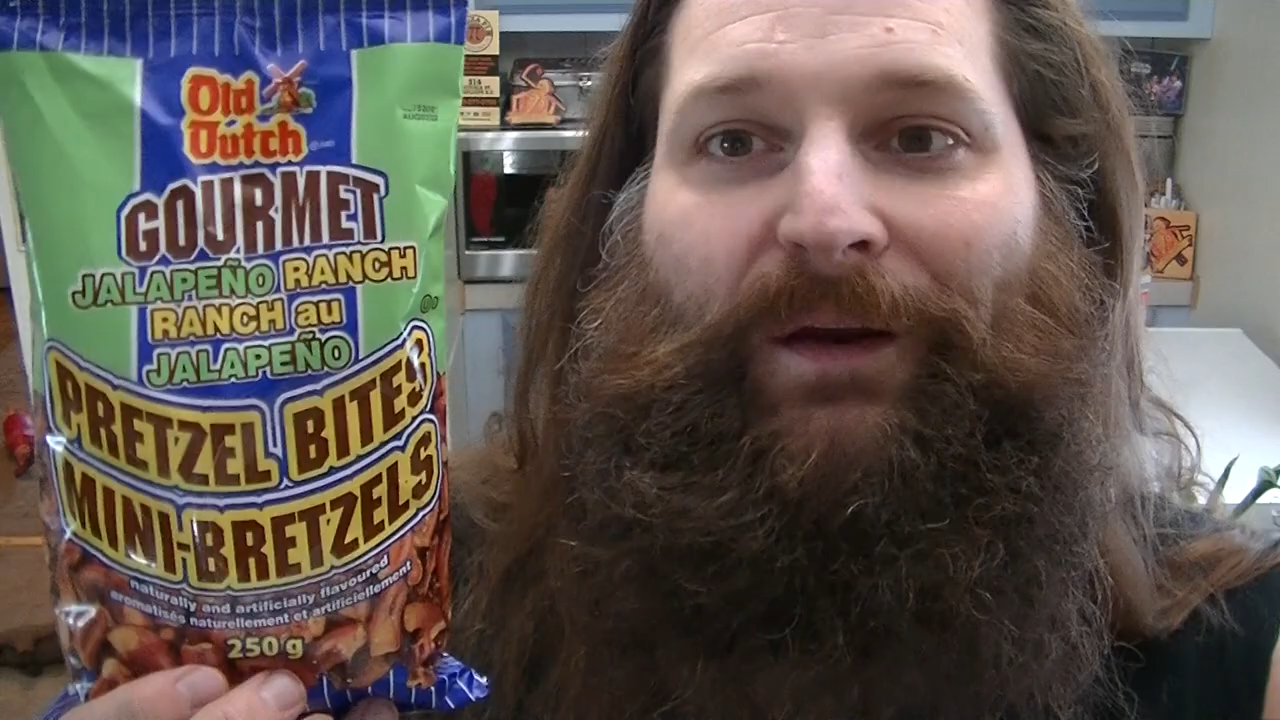 Old
Dutch
GOURMET
JALAPEÑO RANCH
RANCH au
JALAPEÑO
PRETZEL BITES
MINI-BRETZELS
naturally and artificially flavoured
aromatisés naturellement et artificiellement
250 g